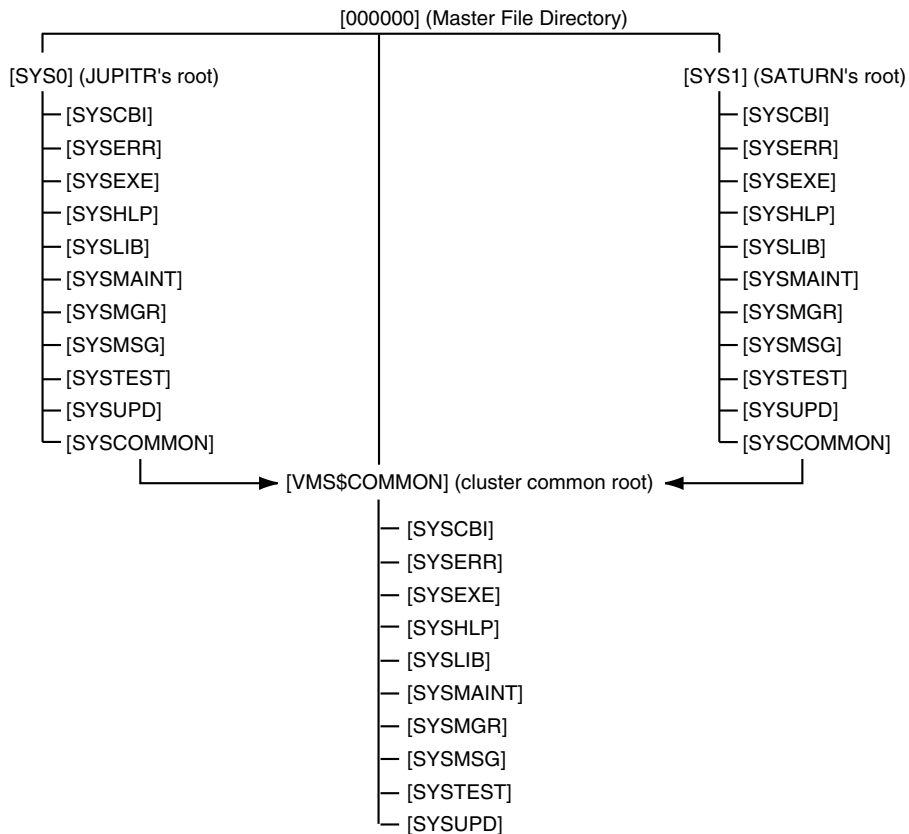 [000000] (Master File Directory)
[SYS0] (JUPITR's root)
[SYSCBI]
[SYSERR]
[SYSEXE]
[SYSHLP]
[SYSLIB]
[SYSMAINT]
[SYSMGR]
[SYSMSG]
[SYSTEST]
[SYSUPD]
[SYSCOMMON]
[SYS1] (SATURN's root)
[SYSCBI]
[SYSERR]
[SYSEXE]
[SYSHLP]
[SYSLIB]
[SYSMAINT]
[SYSMGR]
[SYSMSG]
[SYSTEST]
[SYSUPD]
[SYSCOMMON]
[VMS$COMMON] (cluster common root)
[SYSCBI]
[SYSERR]
[SYSEXE]
[SYSHLP]
[SYSLIB]
[SYSMAINT]
[SYSMGR]
[SYSMSG]
[SYSTEST]
[SYSUPD]